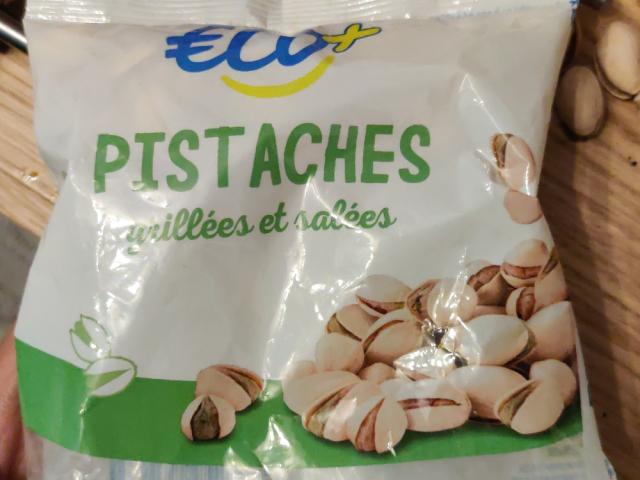 €co+
PISTACHES
grillées et salées